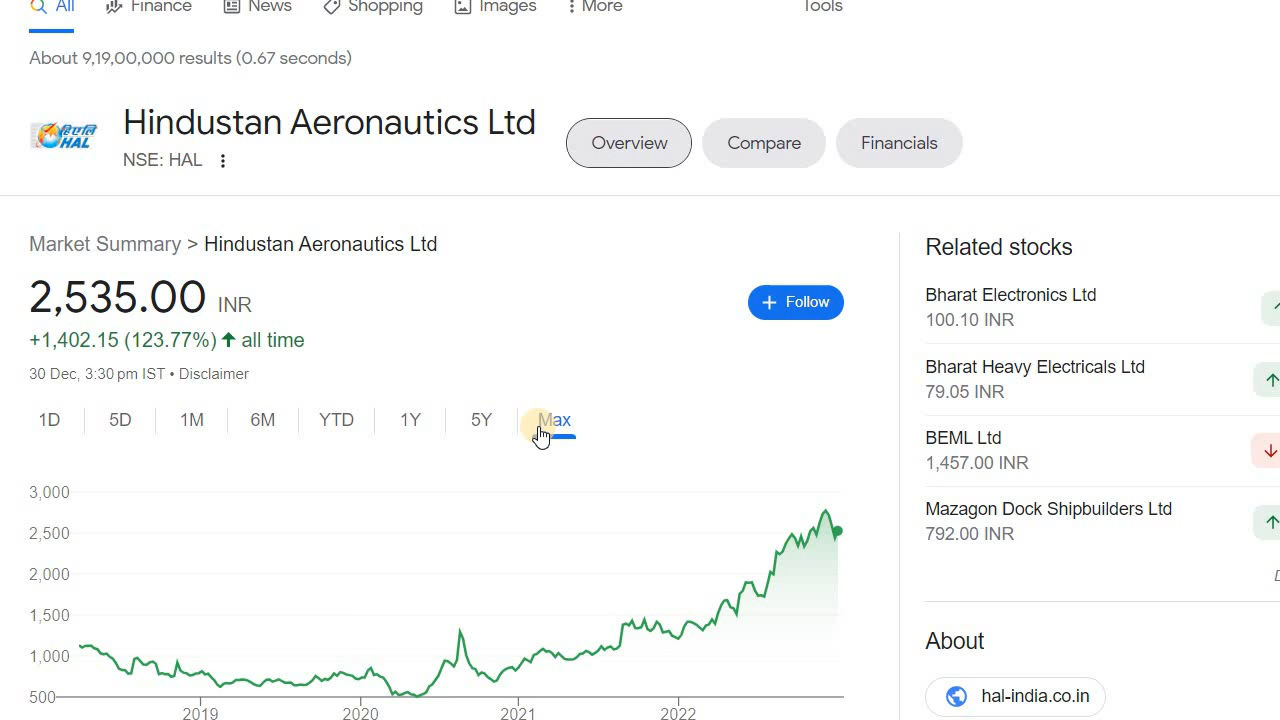 All Finance News Shopping Images More Tools
About 9,19,00,000 results (0.67 seconds)
हिएलि
HAL
Hindustan Aeronautics Ltd
NSE: HAL
Overview Compare Financials
Market Summary > Hindustan Aeronautics Ltd
2,535.00 INR
+ Follow
+1,402.15 (123.77%) all time
30 Dec, 3:30 pm IST • Disclaimer
1D 5D 1M 6M YTD 1Y 5Y Max
3,000
2,500
2,000
1,500
1,000
500
2019 2020 2021 2022
Related stocks
Bharat Electronics Ltd
100.10 INR
Bharat Heavy Electricals Ltd
79.05 INR
BEML Ltd
1,457.00 INR
Mazagon Dock Shipbuilders Ltd
792.00 INR
About
hal-india.co.in